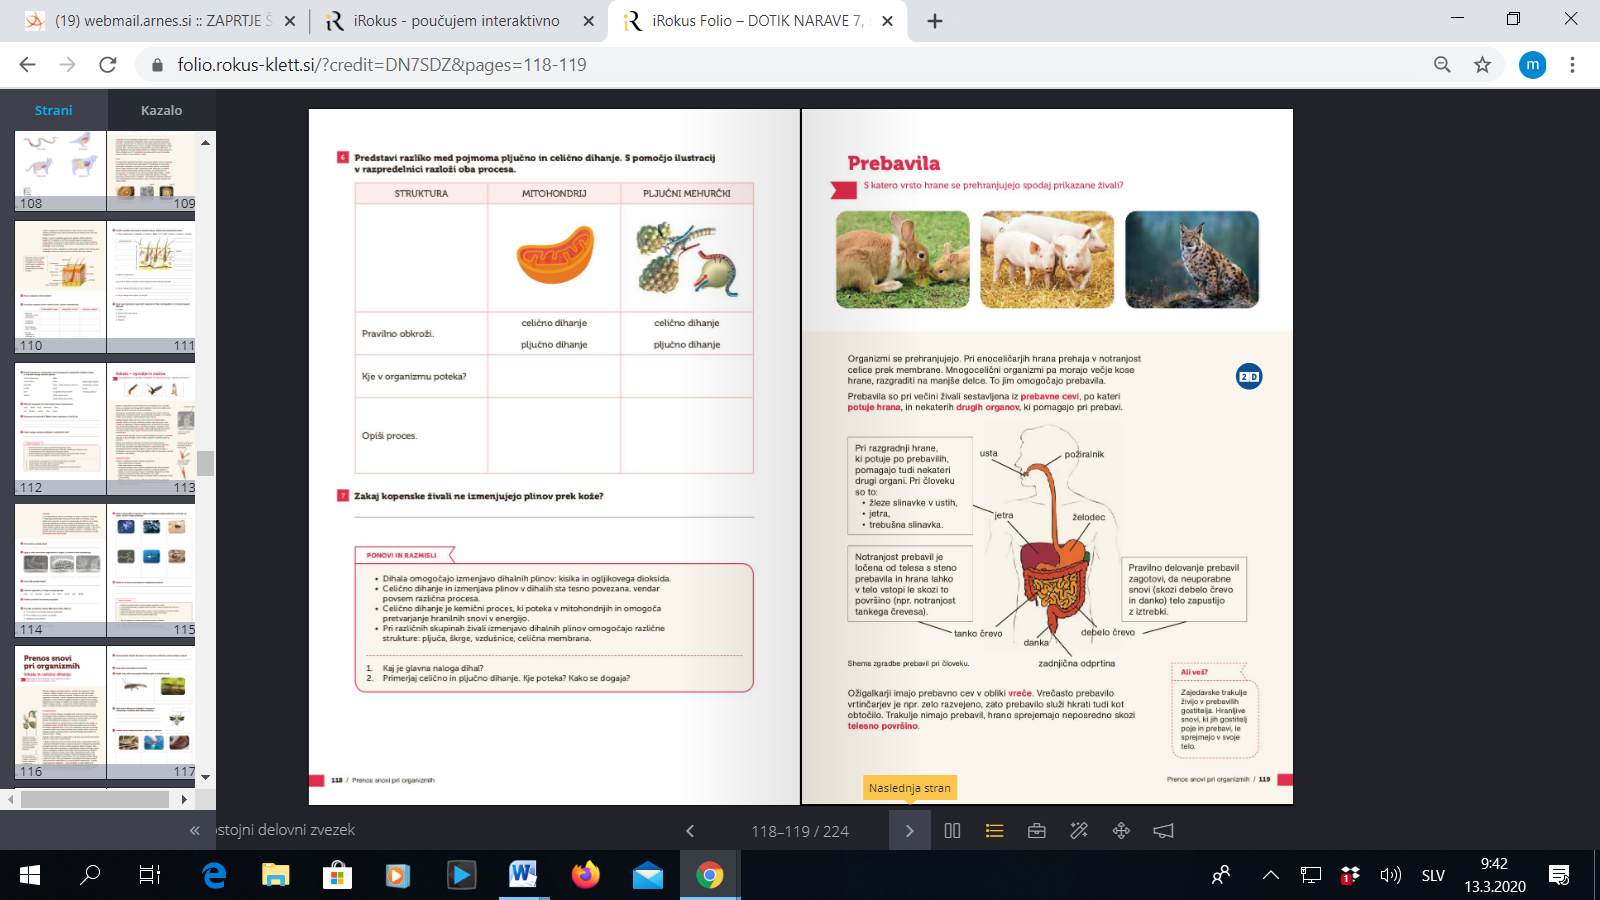 (19) webmail.arnes.si :: ZAPRTJE Š
iRokus - poučujem interaktivno
iRokus Folio – DOTIK NARAVE 7,
folio.rokus-klett.si/?credit=DN7SDZ&pages=118-119
m
Strani
Kazalo
108
109
110
111
112
113
114
115
Prenos snovi
pri organizmih
116
117
6 Predstavi razliko med pojmoma pljučno in celično dihanje. S pomočjo ilustracij
v razpredelnici razloži oba procesa.
STRUKTURA
MITOHONDRIJ
PLJUČNI MEHURČKI
Pravilno obkroži.
celično dihanje
pljučno dihanje
celično dihanje
pljučno dihanje
Kje v organizmu poteka?
Opiši proces.
7 Zakaj kopenske živali ne izmenjujejo plinov prek kože?
PONOVI IN RAZMISLI
• Dihala omogočajo izmenjavo dihalnih plinov: kisika in ogljikovega dioksida.
• Celično dihanje in izmenjava plinov v dihalih sta tesno povezana, vendar
povsem različna procesa.
• Celično dihanje je kemični proces, ki poteka v mitohondrijih in omogoča
pretvarjanje hranilnih snovi v energijo.
• Pri različnih skupinah živali izmenjavo dihalnih plinov omogočajo različne
strukture: pljuča, škrge, vzdušnice, celična membrana.
1. Kaj je glavna naloga dihal?
2. Primerjaj celično in pljučno dihanje. Kje poteka? Kako se dogaja?
118 / Prenos snovi pri organizmih
Prebavila
S katero vrsto hrane se prehranjujejo spodaj prikazane živali?
Organizmi se prehranjujejo. Pri enoceličarjih hrana prehaja v notranjost
celice prek membrane. Mnogocelični organizmi pa morajo večje kose
hrane, razgraditi na manjše delce. To jim omogočajo prebavila.
2D
Prebavila so pri večini živali sestavljena iz prebavne cevi, po kateri
potuje hrana, in nekaterih drugih organov, ki pomagajo pri prebavi.
Pri razgradnji hrane,
ki potuje po prebavilih,
pomagajo tudi nekateri
drugi organi. Pri človeku
so to:
• žleze slinavke v ustih,
• jetra,
• trebušna slinavka.
usta
požiralnik
jetra
želodec
Notranjost prebavil je
ločena od telesa s steno
prebavila in hrana lahko
v telo vstopi le skozi to
površino (npr. notranjost
tankega črevesa).
Pravilno delovanje prebavil
zagotovi, da neuporabne
snovi (skozi debelo črevo
in danko) telo zapustijo
z iztrebki.
tanko črevo
danka
debelo črevo
zadnjična odprtina
Shema zgradbe prebavil pri človeku.
Ožigalkarji imajo prebavno cev v obliki vreče. Vrečasto prebavilo
vrtinčarjev je npr. zelo razvejeno, zato prebavilo služi hkrati tudi kot
obtočilo. Trakulje nimajo prebavil, hrano sprejemajo neposredno skozi
telesno površino.
Ali veš?
Zajedavske trakulje
živijo v prebavilih
gostitelja. Hranljive
snovi, ki jih gostitelj
poje in prebavi, le
sprejmejo v svoje
telo.
Prenos snovi pri organizmih / 119
Naslednja stran
ostojni delovni zvezek
118–119 / 224
1
SLV
9:42
13.3.2020